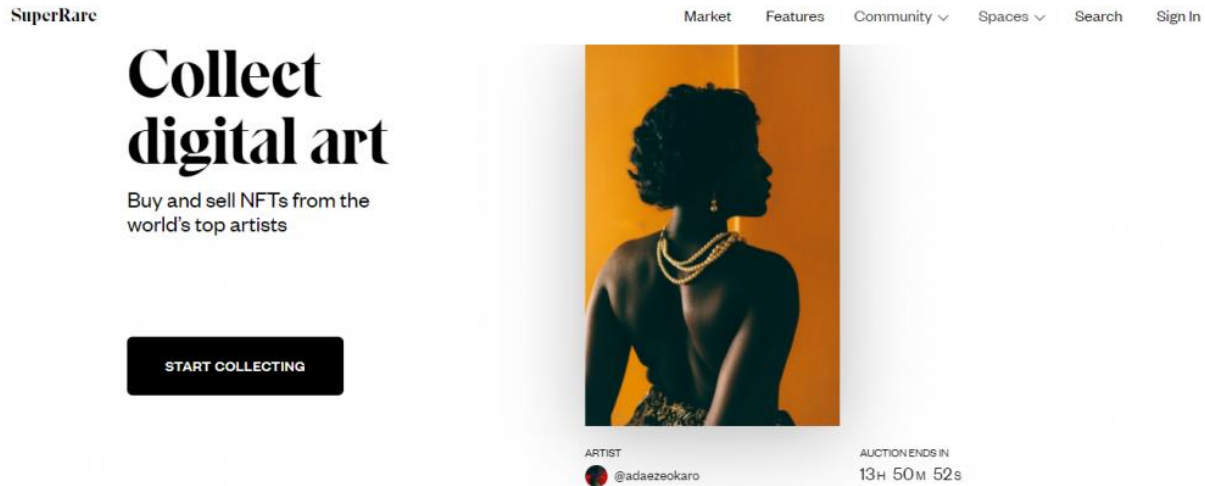 SuperRare
Market Features Community Spaces Search Sign In
Collect
digital art
Buy and sell NFTs from the
world's top artists
START COLLECTING
ARTIST
@adaezeokaro
AUCTION ENDS IN
13H 50M 52S